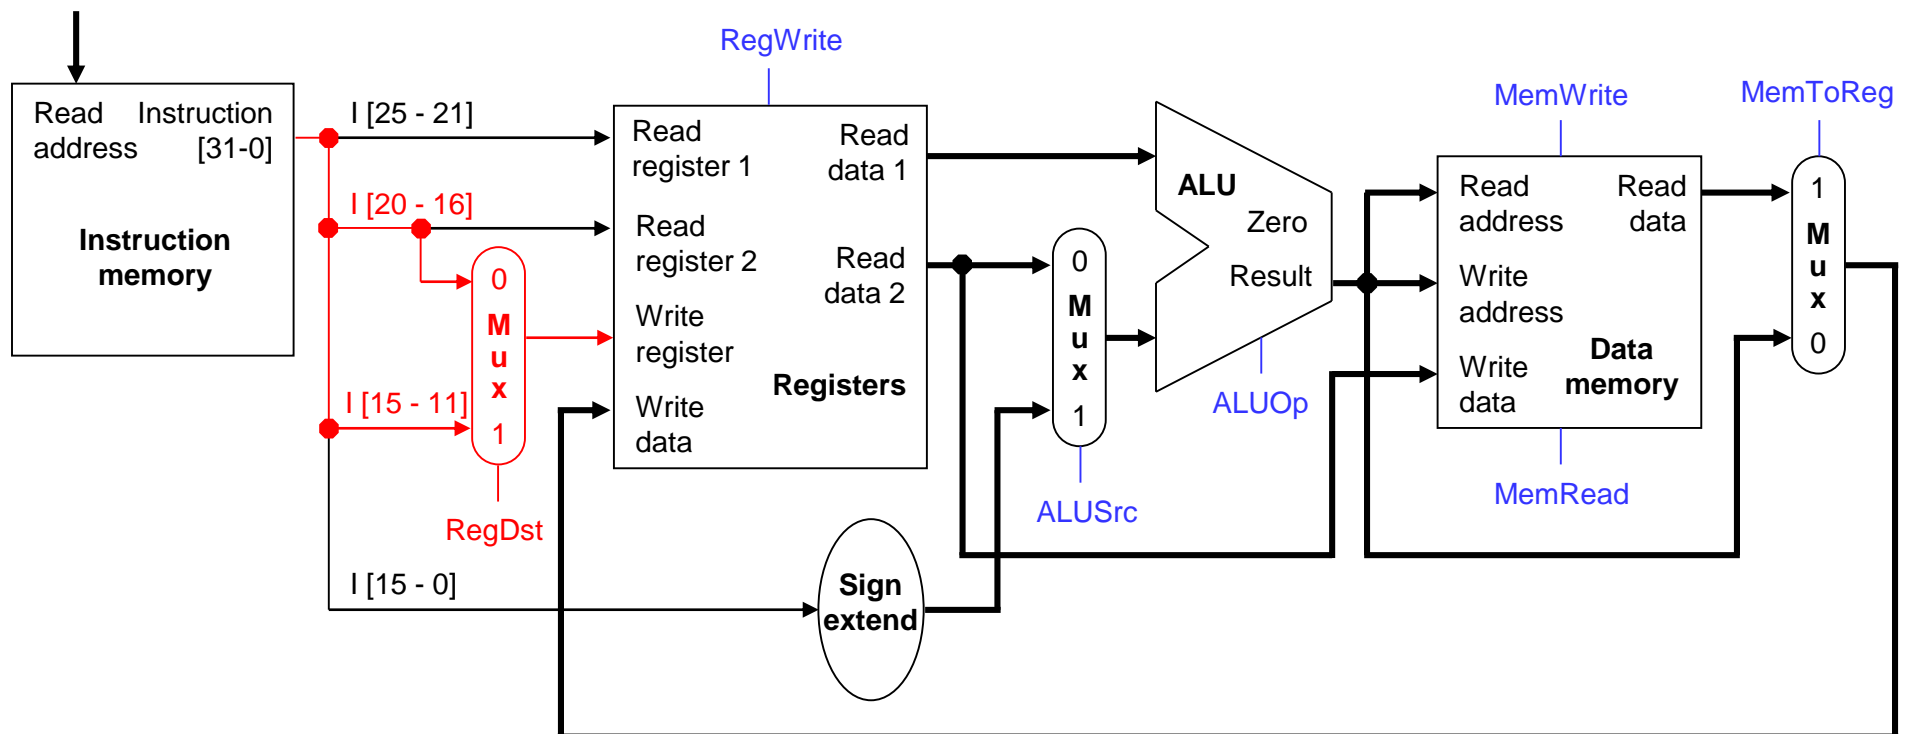 RegWrite
MemWrite
MemToReg
Read Instruction
address [31-0]
Instruction
memory
I [25 - 21]
I [20 - 16]
I [15 - 11]
I [15 - 0]
0
M
u
x
1
RegDst
Read
register 1
Read
data 1
Read
register 2
Read
data 2
Write
register
Registers
Write
data
Sign
extend
0
M
u
x
1
ALUSrc
ALU
Zero
Result
ALUOp
Read
address
Read
data
Write
address
Data
memory
Write
data
MemRead
1
M
u
x
0